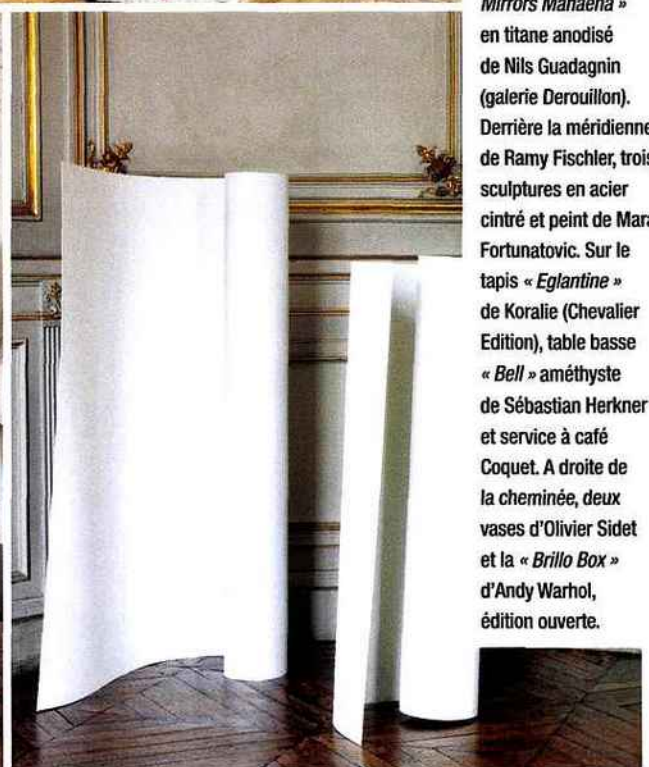 Mirrors Manaena »
en titane anodisé
de Nils Guadagnin
(galerie Derouillon).
Derrière la méridienne
de Ramy Fischler, trois
sculptures en acier
cintré et peint de Mara
Fortunatovic. Sur le
tapis « Eglantine »
de Koralie (Chevalier
Edition), table basse
« Bell » améthyste
de Sébastian Herkner
et service à café
Coquet. A droite de
la cheminée, deux
vases d'Olivier Sidet
et la « Brillo Box »
d'Andy Warhol,
édition ouverte.